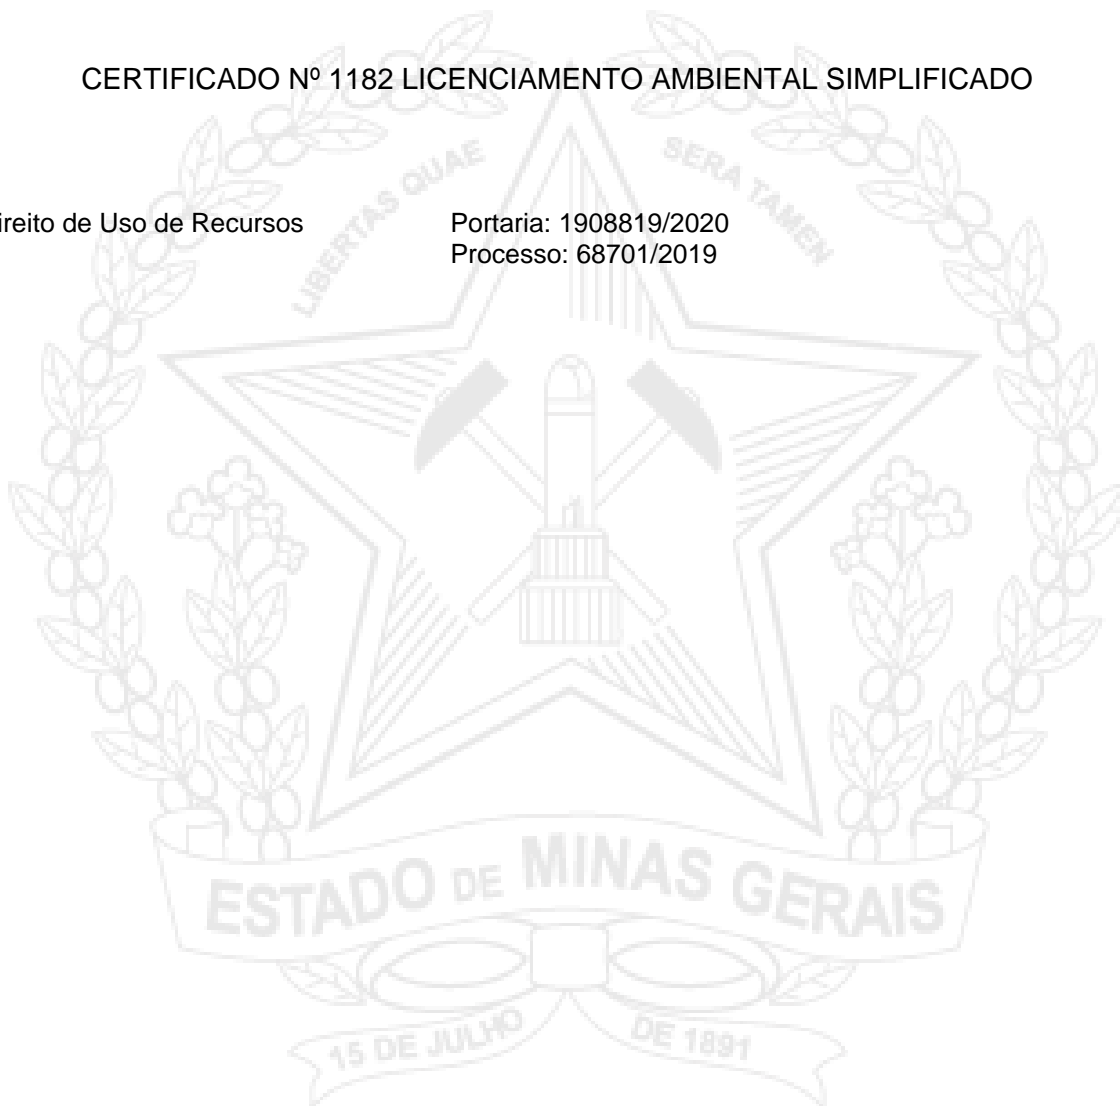 CERTIFICADO Nº 1182 LICENCIAMENTO AMBIENTAL SIMPLIFICADO
LIBERTAS QUAE SERA TAMEN
ireito de Uso de Recursos Portaria: 1908819/2020
Processo: 68701/2019
ESTADO DE MINAS GERAIS
15 DE JULHO DE 1891